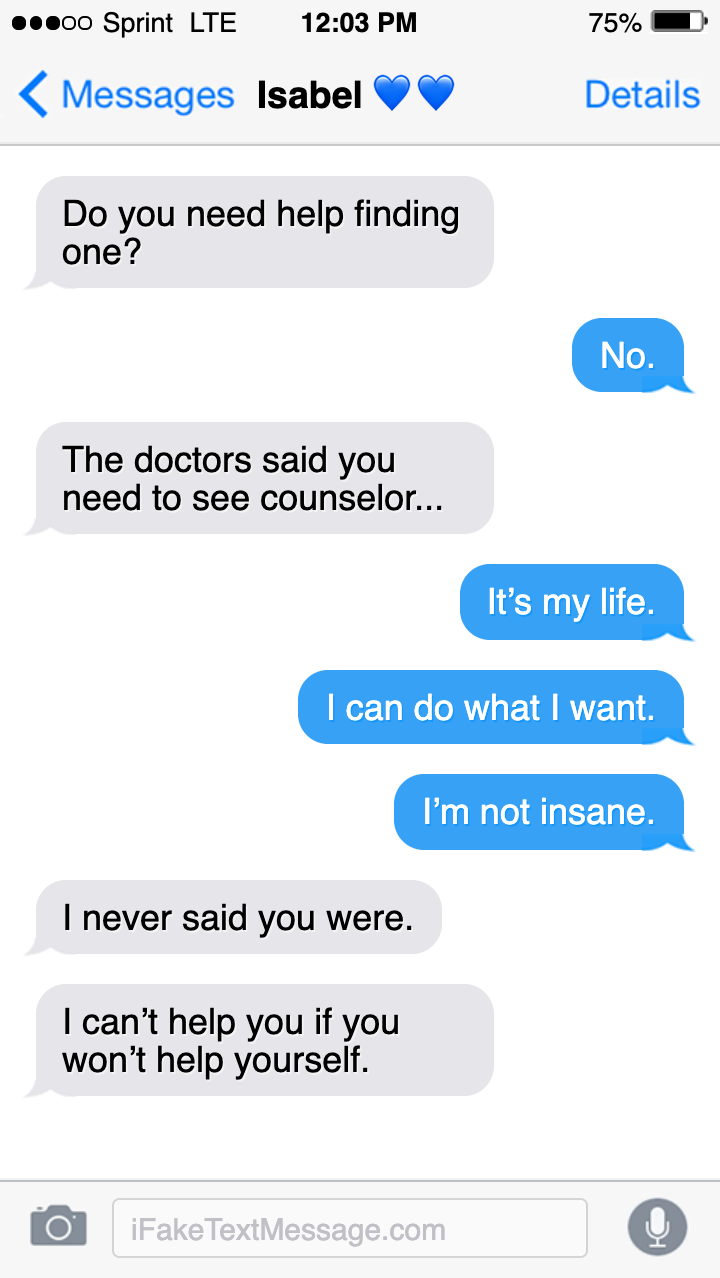 Sprint LTE 12:03 PM 75%
Messages Isabel 💙💙 Details
Do you need help finding
one?
No.
The doctors said you
need to see counselor...
It's my life.
I can do what I want.
I'm not insane.
I never said you were.
I can't help you if you
won't help yourself.
iFakeTextMessage.com